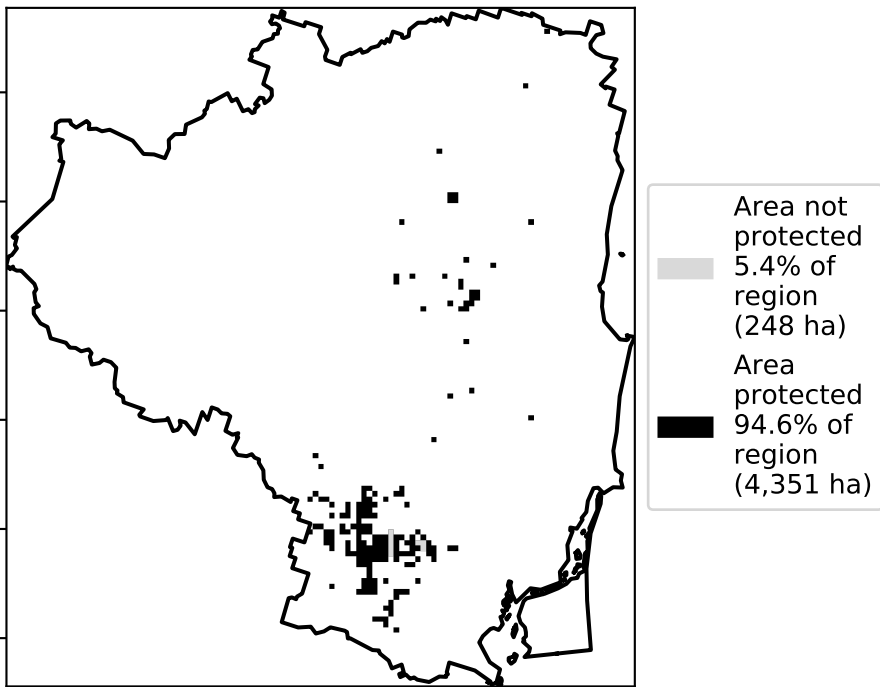 Area not
protected
5.4% of
region
(248 ha)
Area
protected
94.6% of
region
(4,351 ha)